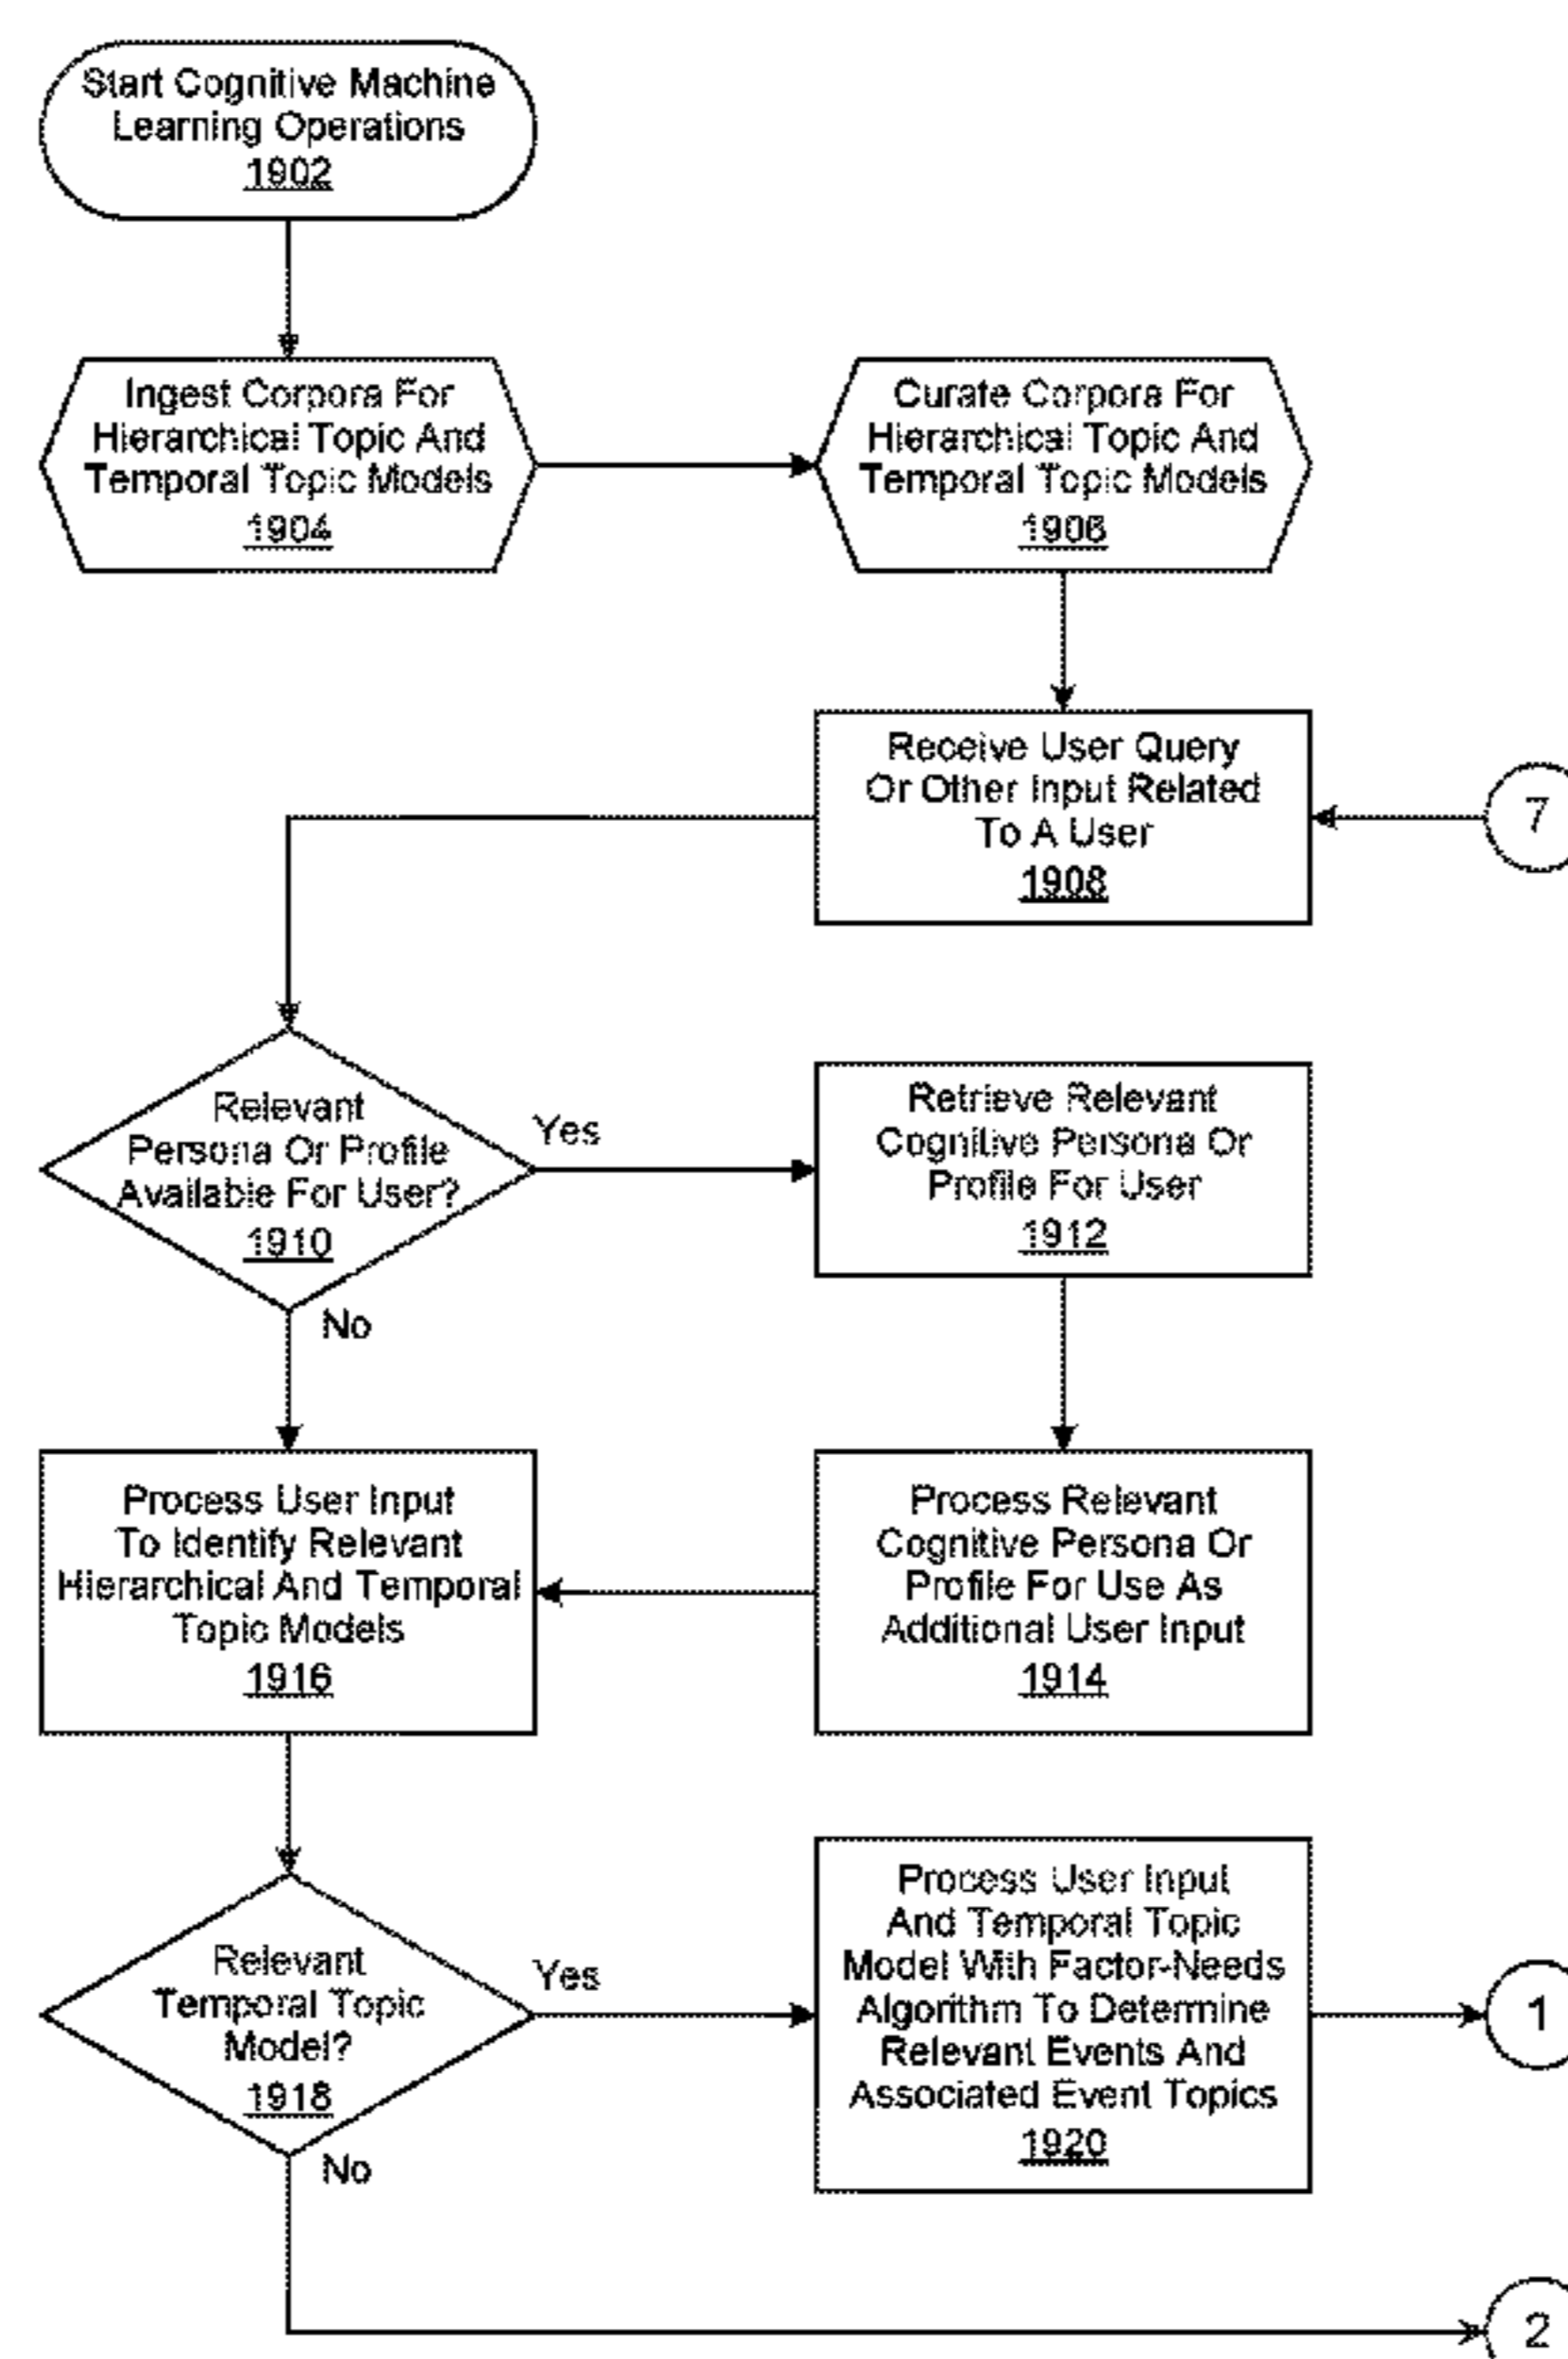 Start Cognitive Machine
Learning Operations
1902
Ingest Corpora For
Hierarchical Topic And
Temporal Topic Models
1904
Curate Corpora For
Hierarchical Topic And
Temporal Topic Models
1906
Receive User Query
Or Other Input Related
To A User
1908
7
Relevant
Persona Or Profile
Available For User?
1910
Yes
No
Retrieve Relevant
Cognitive Persona Or
Profile For User
1912
Process User Input
To Identify Relevant
Hierarchical And Temporal
Topic Models
1916
Process Relevant
Cognitive Persona Or
Profile For Use As
Additional User Input
1914
Relevant
Temporal Topic
Model?
1918
Yes
No
Process User Input
And Temporal Topic
Model With Factor-Needs
Algorithm To Determine
Relevant Events And
Associated Event Topics
1920
1
2